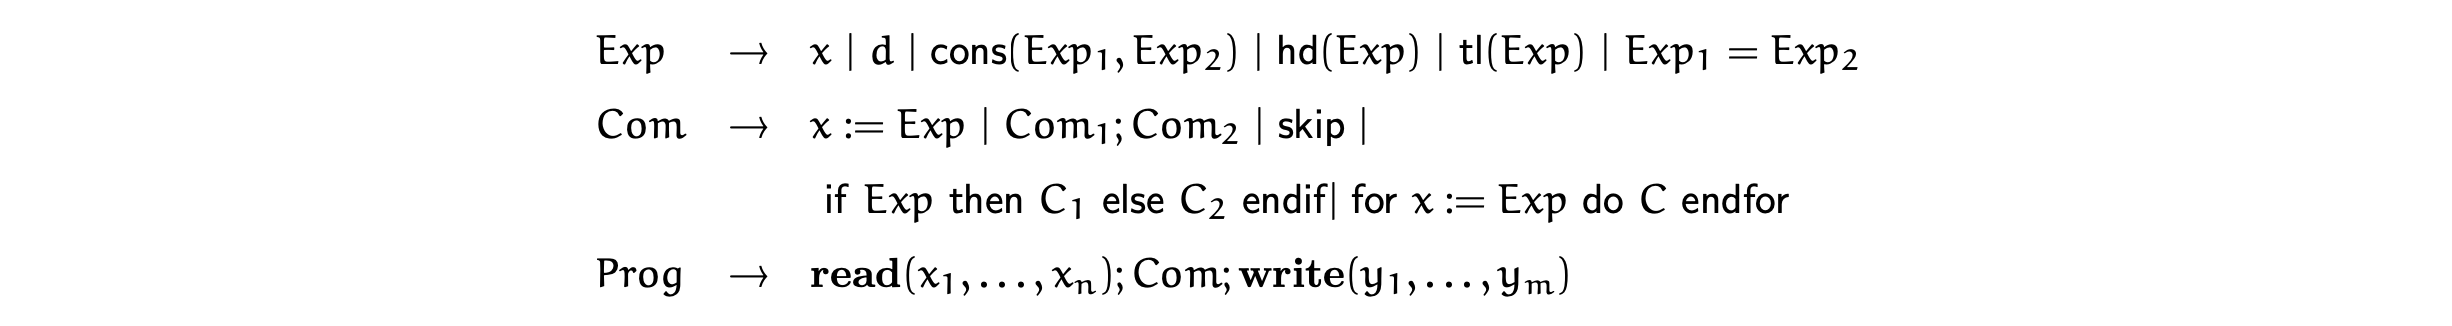 Exp → x | d | cons(Exp₁, Exp₂) | hd(Exp) | tl(Exp) | Exp₁ = Exp₂
Com → x := Exp | Com₁; Com₂ | skip |
if Exp then C₁ else C₂ endif| for x := Exp do C endfor
Prog → read(x₁, …, xₙ); Com; write(y₁, …, yₘ)